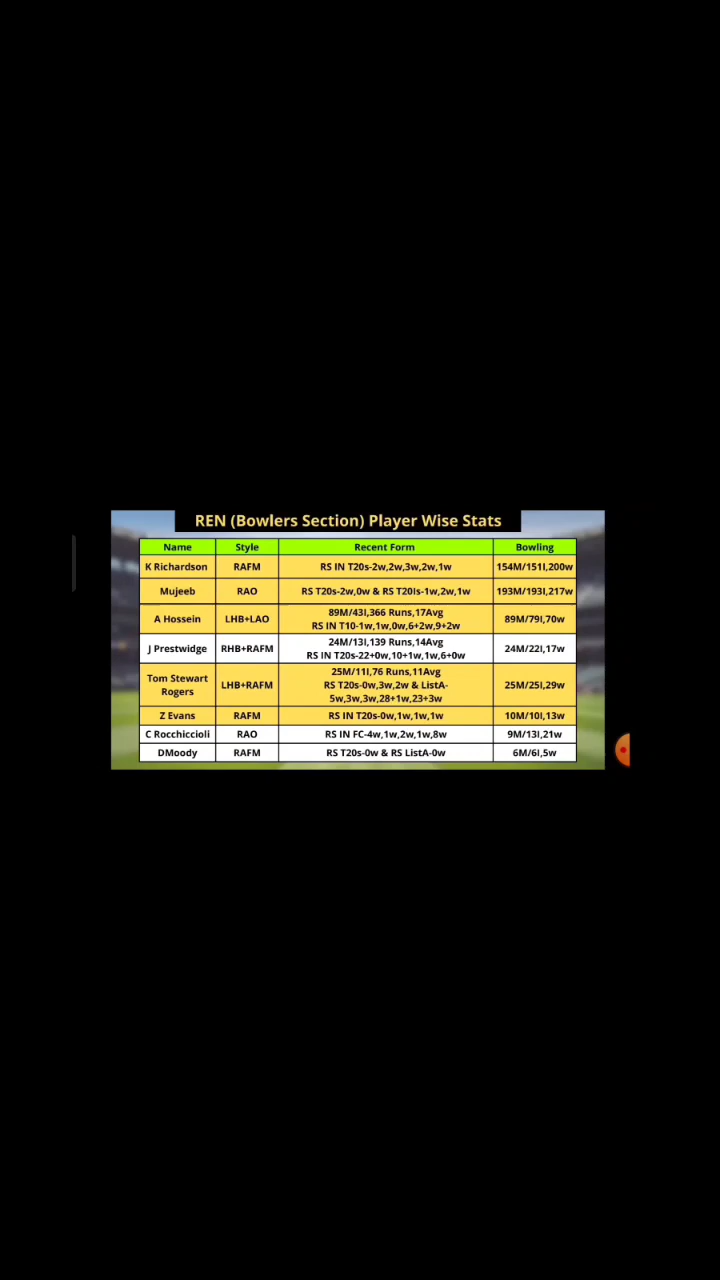 REN (Bowlers Section) Player Wise Stats
Name Style Recent Form Bowling
K Richardson RAFM RS IN T20s-2w,2w,3w,2w,1w 154M/151I,200w
Mujeeb RAO RS T20s-2w,0w & RS T20Is-1w,2w,1w 193M/193I,217w
A Hossein LHB+LAO 89M/43I,366 Runs,17Avg
RS IN T10-1w,1w,0w,6+2w,9+2w 89M/79I,70w
J Prestwidge RHB+RAFM 24M/13I,139 Runs,14Avg
RS IN T20s-22+0w,10+1w,1w,6+0w 24M/22I,17w
Tom Stewart
Rogers LHB+RAFM 25M/11I,76 Runs,11Avg
RS T20s-0w,3w,2w & ListA-
5w,3w,3w,28+1w,23+3w 25M/25I,29w
Z Evans RAFM RS IN T20s-0w,1w,1w,1w 10M/10I,13w
C Rocchiccioli RAO RS IN FC-4w,1w,2w,1w,8w 9M/13I,21w
DMoody RAFM RS T20s-0w & RS ListA-0w 6M/6I,5w